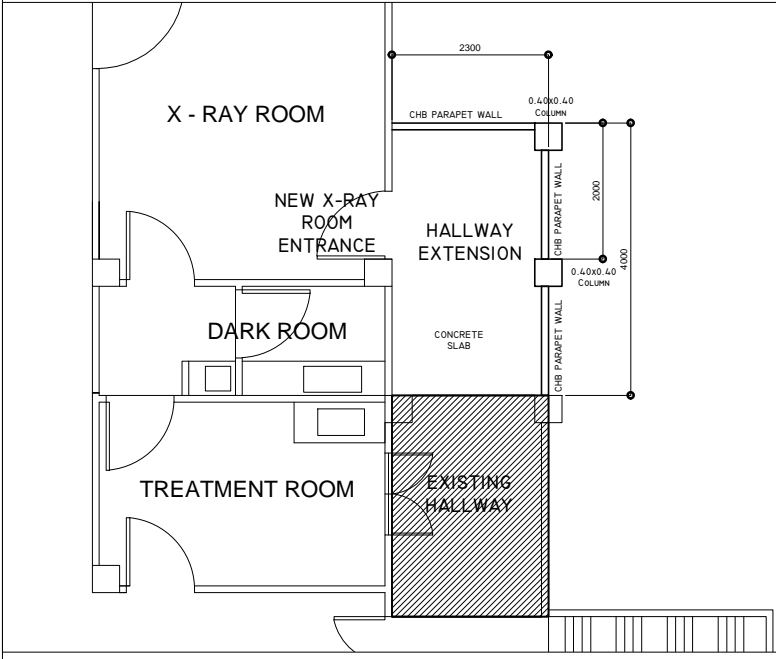 2300
X - RAY ROOM
CHB PARAPET WALL
0.40x0.40
COLUMN
NEW X-RAY
ROOM
ENTRANCE
HALLWAY
EXTENSION
CHB PARAPET WALL
2000
4000
0.40x0.40
COLUMN
DARK ROOM
CONCRETE
SLAB
CHB PARAPET WALL
TREATMENT ROOM
EXISTING
HALLWAY